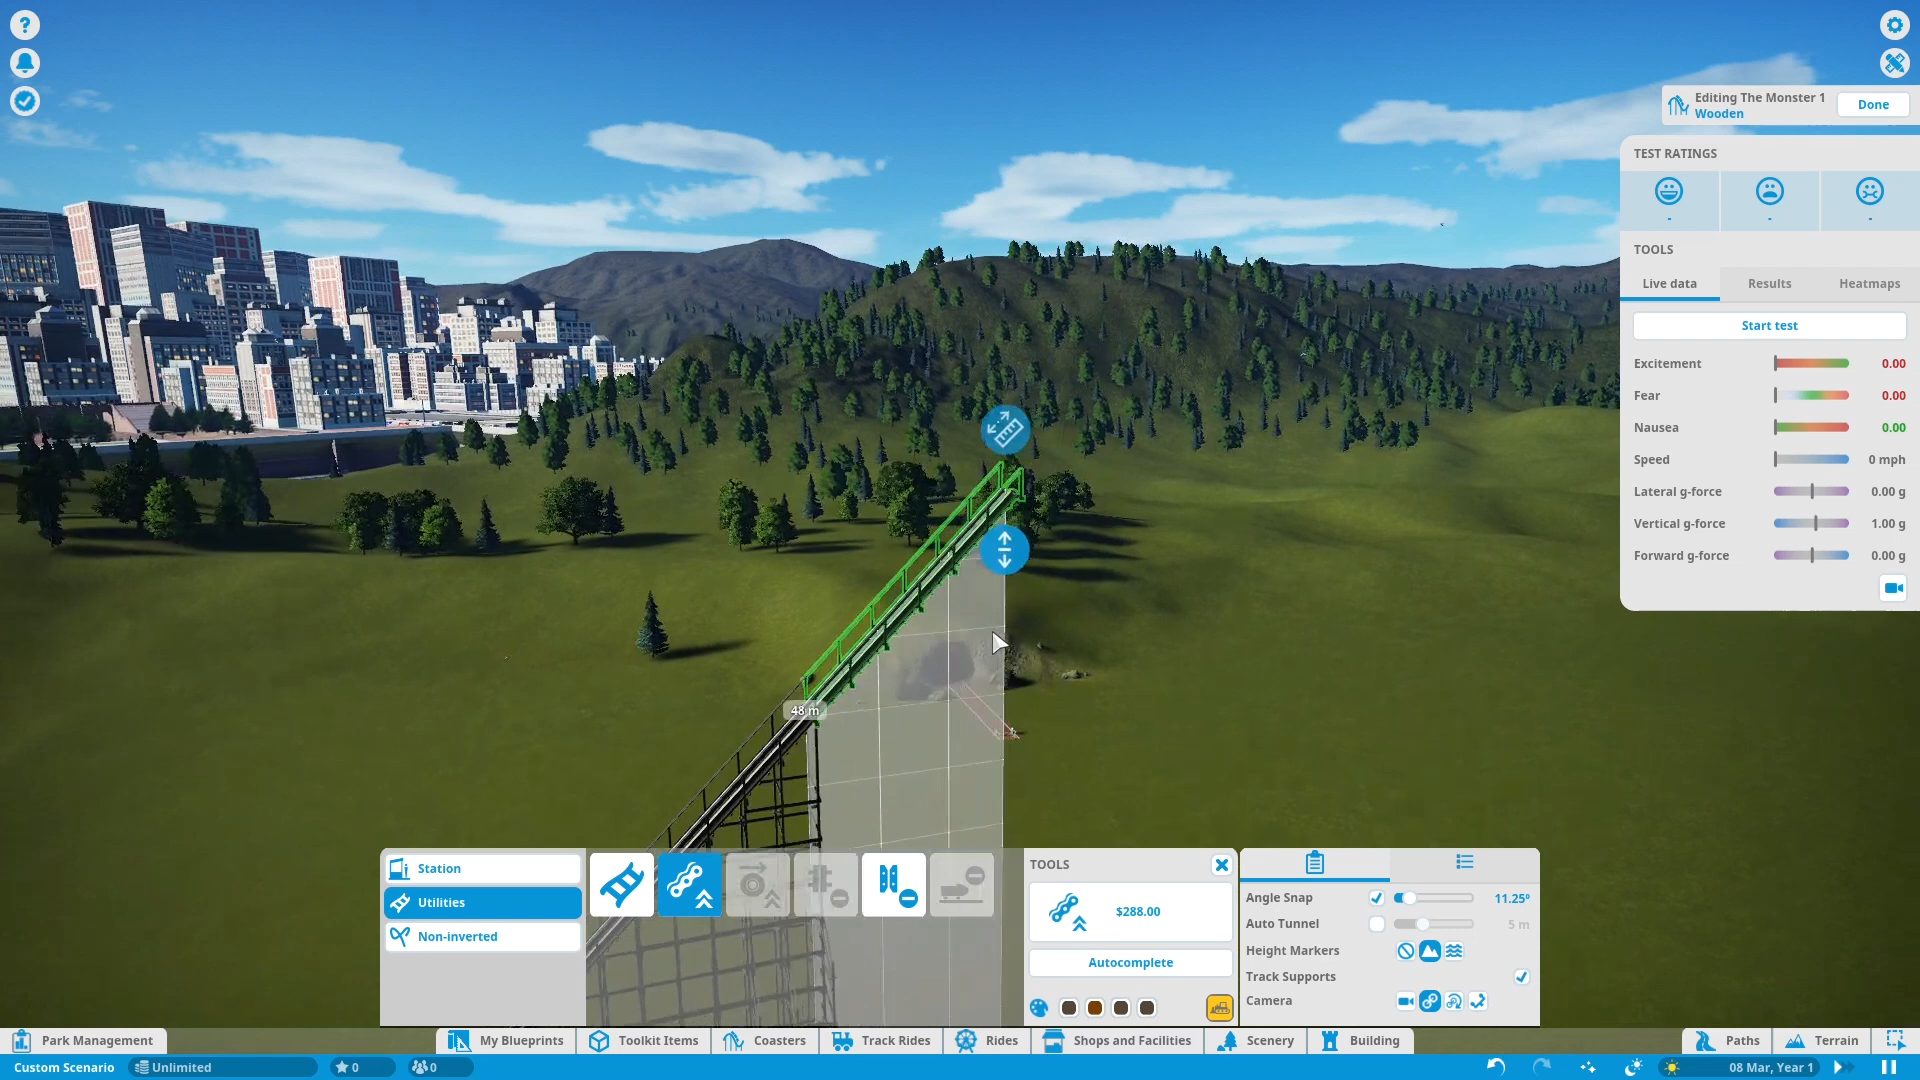 Editing The Monster 1
Wooden
Done
TEST RATINGS
- - -
TOOLS
Live data Results Heatmaps
Start test
Excitement 0.00
Fear 0.00
Nausea 0.00
Speed 0 mph
Lateral g-force 0.00 g
Vertical g-force 1.00 g
Forward g-force 0.00 g
48 m
Station
Utilities
Non-inverted
TOOLS
$288.00
Autocomplete
Angle Snap 11.25°
Auto Tunnel 5 m
Height Markers
Track Supports
Camera
Park Management My Blueprints Toolkit Items Coasters Track Rides Rides Shops and Facilities Scenery Building Paths Terrain
Custom Scenario Unlimited 0 0 08 Mar, Year 1